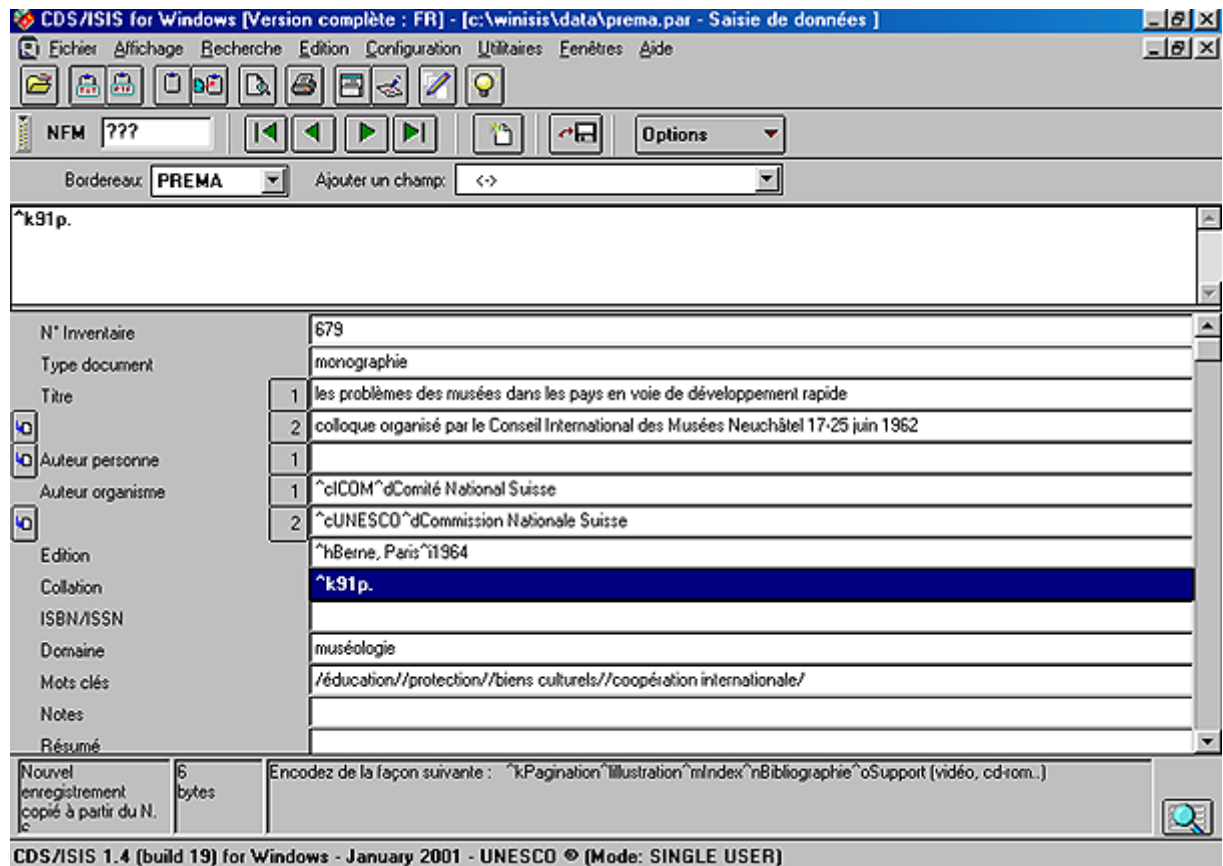 CDS/ISIS for Windows [Version complète : FR] - [c:\winisis\data\prema.par - Saisie de données ]
Fichier Affichage Recherche Edition Configuration Utilitaires Fenêtres Aide
NFM ??? Options
Bordereau: PREMA Ajouter un champ: <->
^k91p.
N° Inventaire 679
Type document monographie
Titre 1 les problèmes des musées dans les pays en voie de développement rapide
2 colloque organisé par le Conseil International des Musées Neuchâtel 17-25 juin 1962
Auteur personne 1
Auteur organisme 1 ^cICOM^dComité National Suisse
2 ^cUNESCO^dCommission Nationale Suisse
Edition ^hBerne, Paris^i1964
Collation ^k91p.
ISBN/ISSN
Domaine muséologie
Mots clés /éducation//protection//biens culturels//coopération internationale/
Notes
Résumé
Nouvel 6 Encodez de la façon suivante : ^kPagination^lIllustration^mIndex^nBibliographie^oSupport (vidéo, cd-rom..)
enregistrement bytes
copié à partir du N.
CDS/ISIS 1.4 (build 19) for Windows - January 2001 - UNESCO ® (Mode: SINGLE USER)